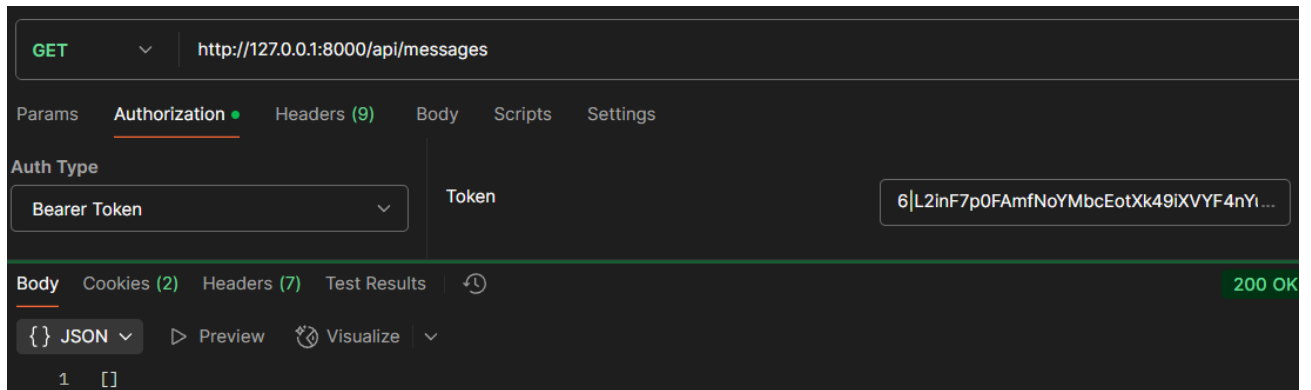 GET http://127.0.0.1:8000/api/messages
Params Authorization Headers (9) Body Scripts Settings
Auth Type
Bearer Token
Token
6|L2inF7p0FAmfNoYMbcEotXk49iXVYF4nYu...
Body Cookies (2) Headers (7) Test Results
200 OK
{} JSON Preview Visualize
1 []